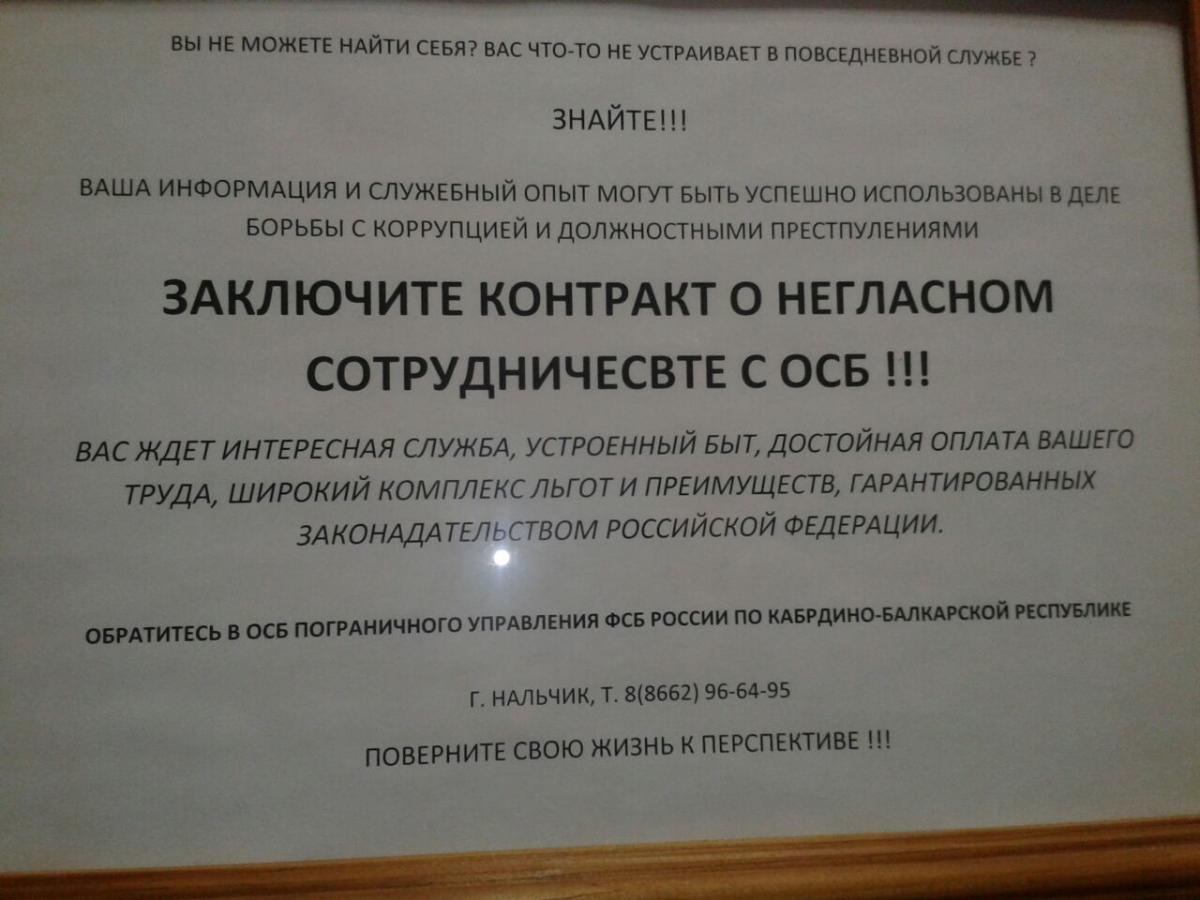 ВЫ НЕ МОЖЕТЕ НАЙТИ СЕБЯ? ВАС ЧТО-ТО НЕ УСТРАИВАЕТ В ПОВСЕДНЕВНОЙ СЛУЖБЕ ?
ЗНАЙТЕ!!!
ВАША ИНФОРМАЦИЯ И СЛУЖЕБНЫЙ ОПЫТ МОГУТ БЫТЬ УСПЕШНО ИСПОЛЬЗОВАНЫ В ДЕЛЕ
БОРЬБЫ С КОРРУПЦИЕЙ И ДОЛЖНОСТНЫМИ ПРЕСТПУЛЕНИЯМИ
ЗАКЛЮЧИТЕ КОНТРАКТ О НЕГЛАСНОМ
СОТРУДНИЧЕСВТЕ С ОСБ !!!
ВАС ЖДЕТ ИНТЕРЕСНАЯ СЛУЖБА, УСТРОЕННЫЙ БЫТ, ДОСТОЙНАЯ ОПЛАТА ВАШЕГО
ТРУДА, ШИРОКИЙ КОМПЛЕКС ЛЬГОТ И ПРЕИМУЩЕСТВ, ГАРАНТИРОВАННЫХ
ЗАКОНАДАТЕЛЬСТВОМ РОССИЙСКОЙ ФЕДЕРАЦИИ.
ОБРАТИТЕСЬ В ОСБ ПОГРАНИЧНОГО УПРАВЛЕНИЯ ФСБ РОССИИ ПО КАБРДИНО-БАЛКАРСКОЙ РЕСПУБЛИКЕ
Г. НАЛЬЧИК, Т. 8(8662) 96-64-95
ПОВЕРНИТЕ СВОЮ ЖИЗНЬ К ПЕРСПЕКТИВЕ !!!